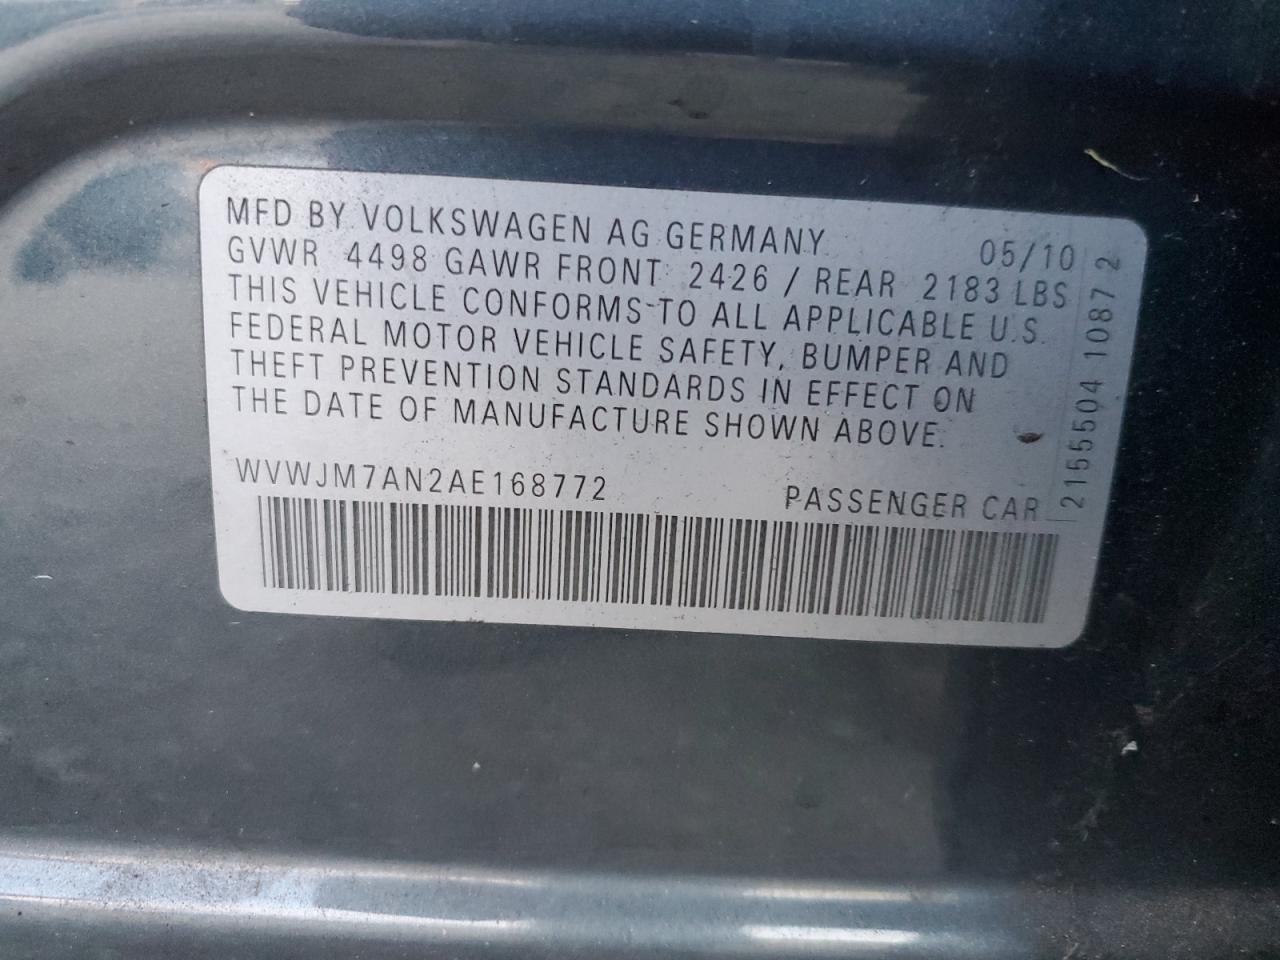 MFD BY VOLKSWAGEN AG GERMANY 05/10
GVWR 4498 GAWR FRONT 2426 / REAR 2183 LBS
THIS VEHICLE CONFORMS TO ALL APPLICABLE U.S.
FEDERAL MOTOR VEHICLE SAFETY, BUMPER AND
THEFT PREVENTION STANDARDS IN EFFECT ON
THE DATE OF MANUFACTURE SHOWN ABOVE.
WVWJM7AN2AE168772 PASSENGER CAR
2155504 1087 2